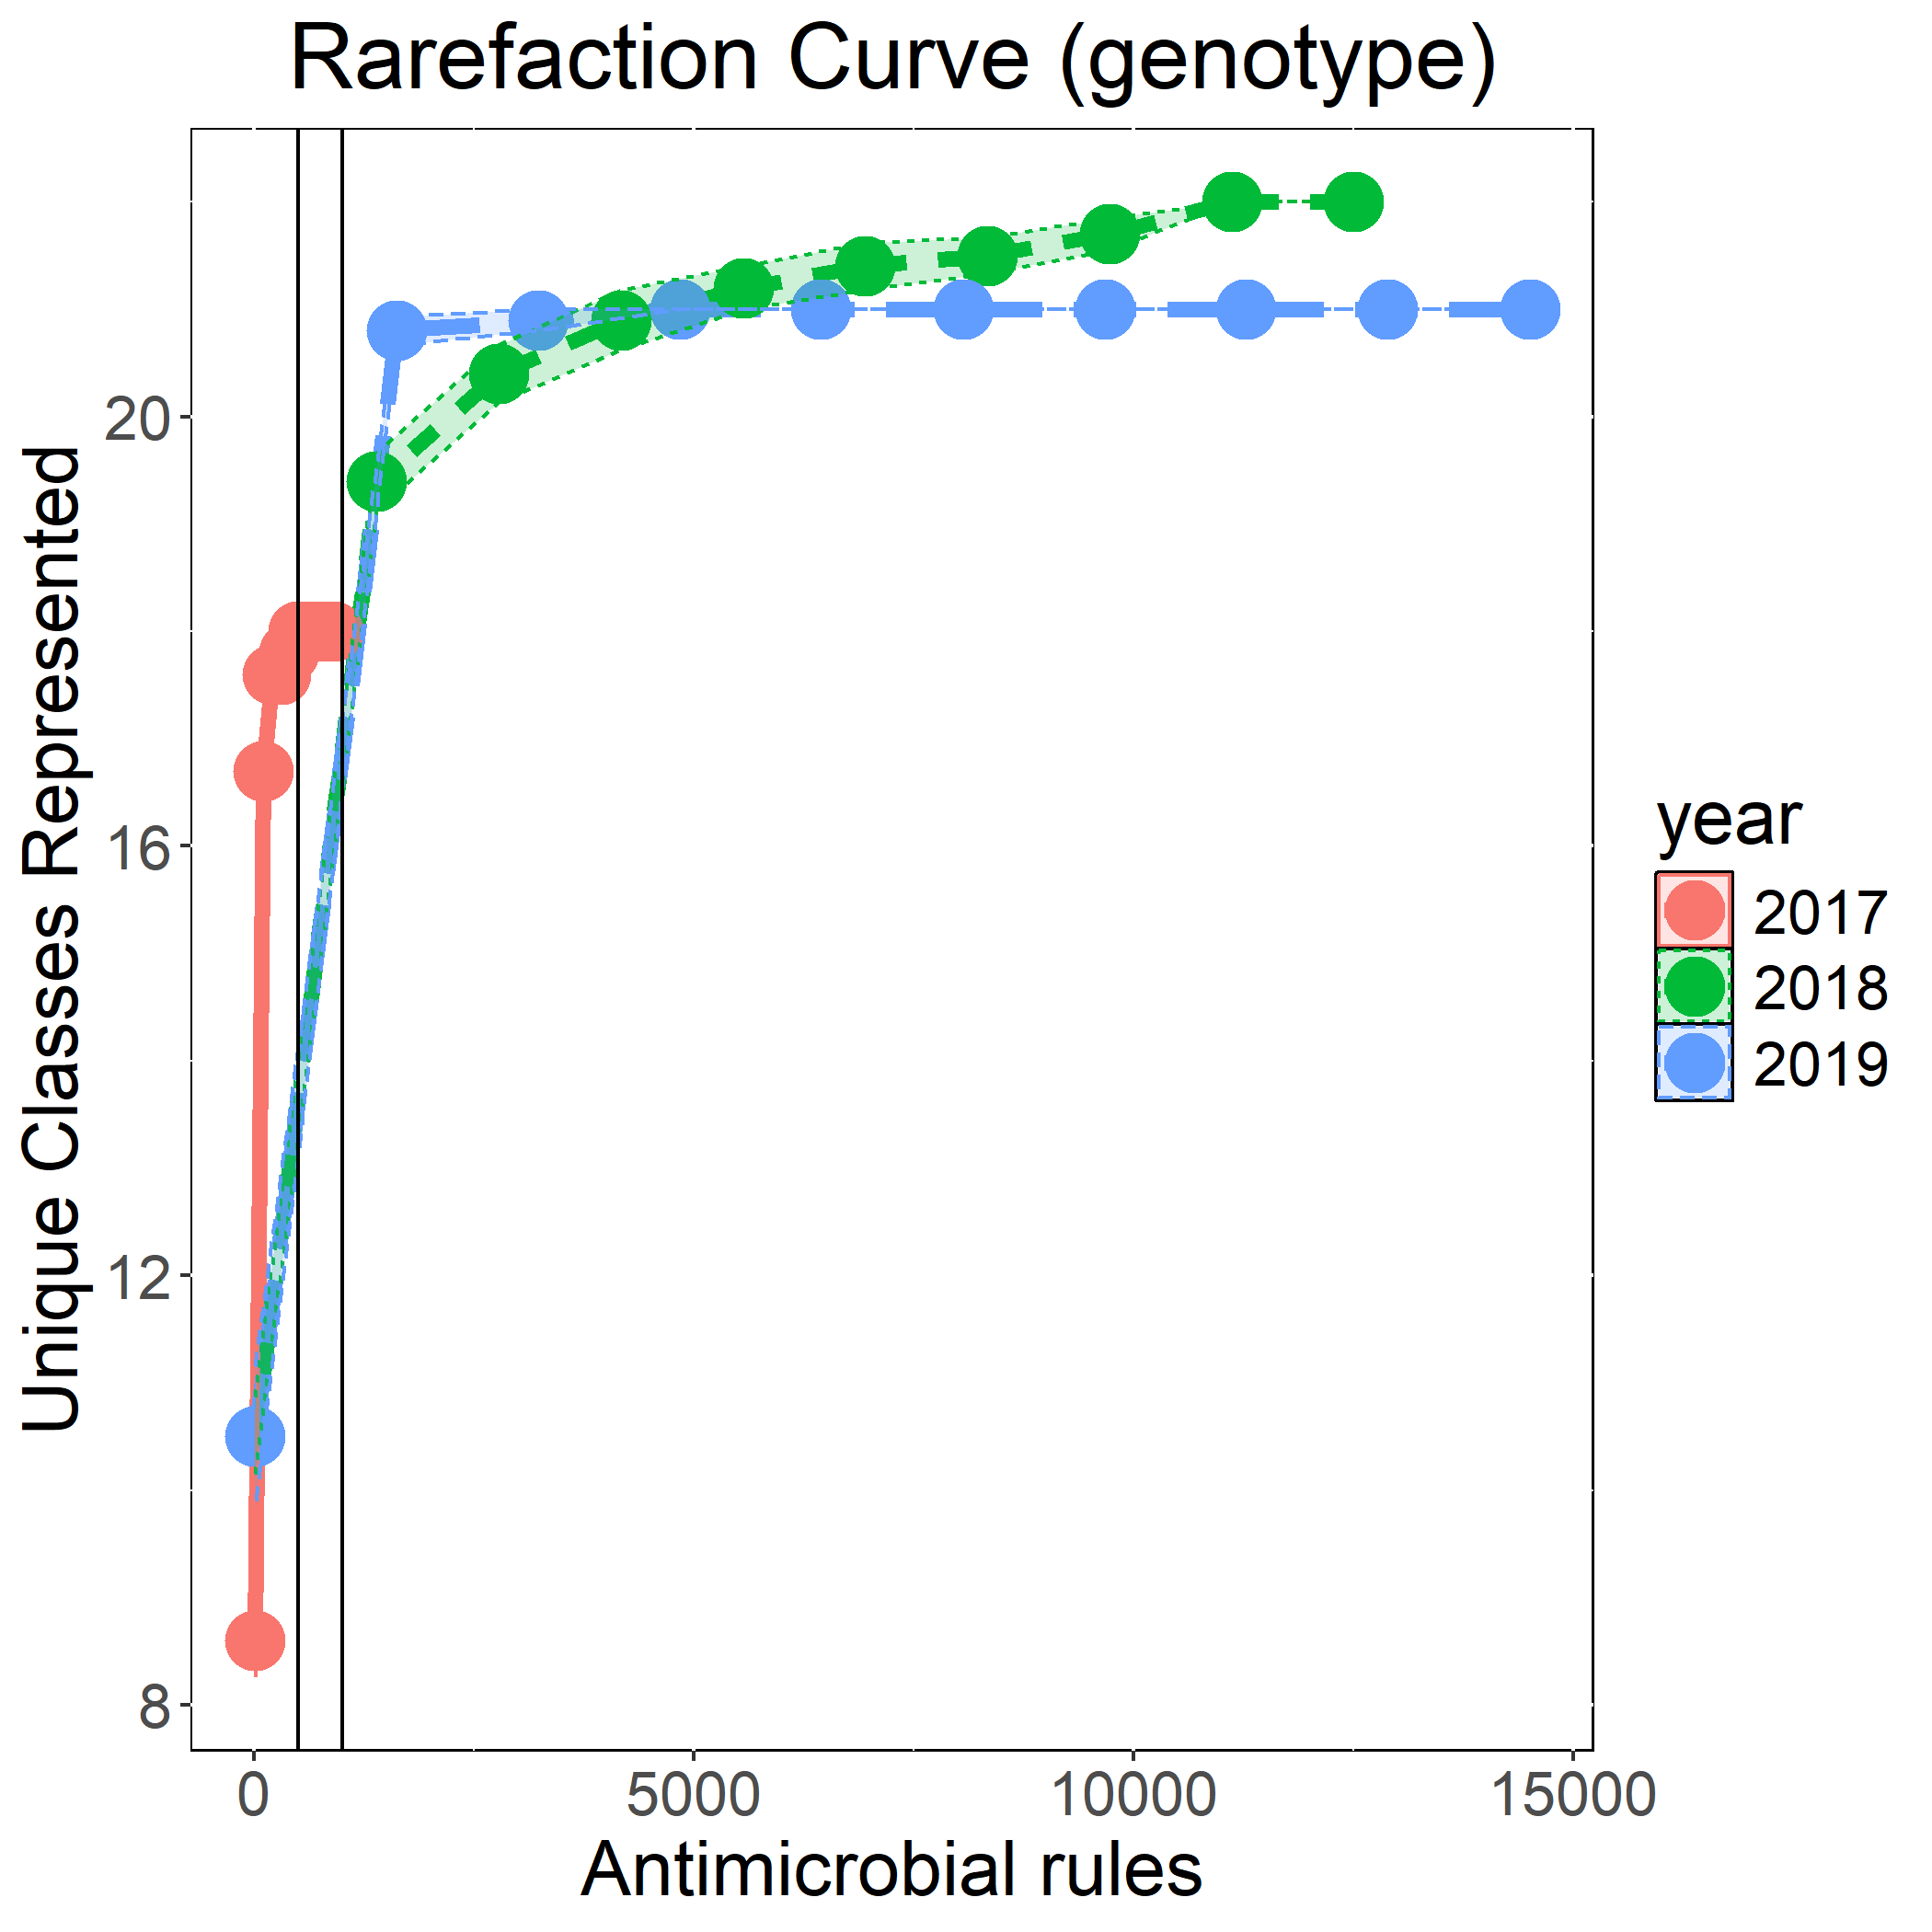 Rarefaction Curve (genotype)
Unique Classes Represented
20
16
12
8
0 5000 10000 15000
Antimicrobial rules
year
2017
2018
2019